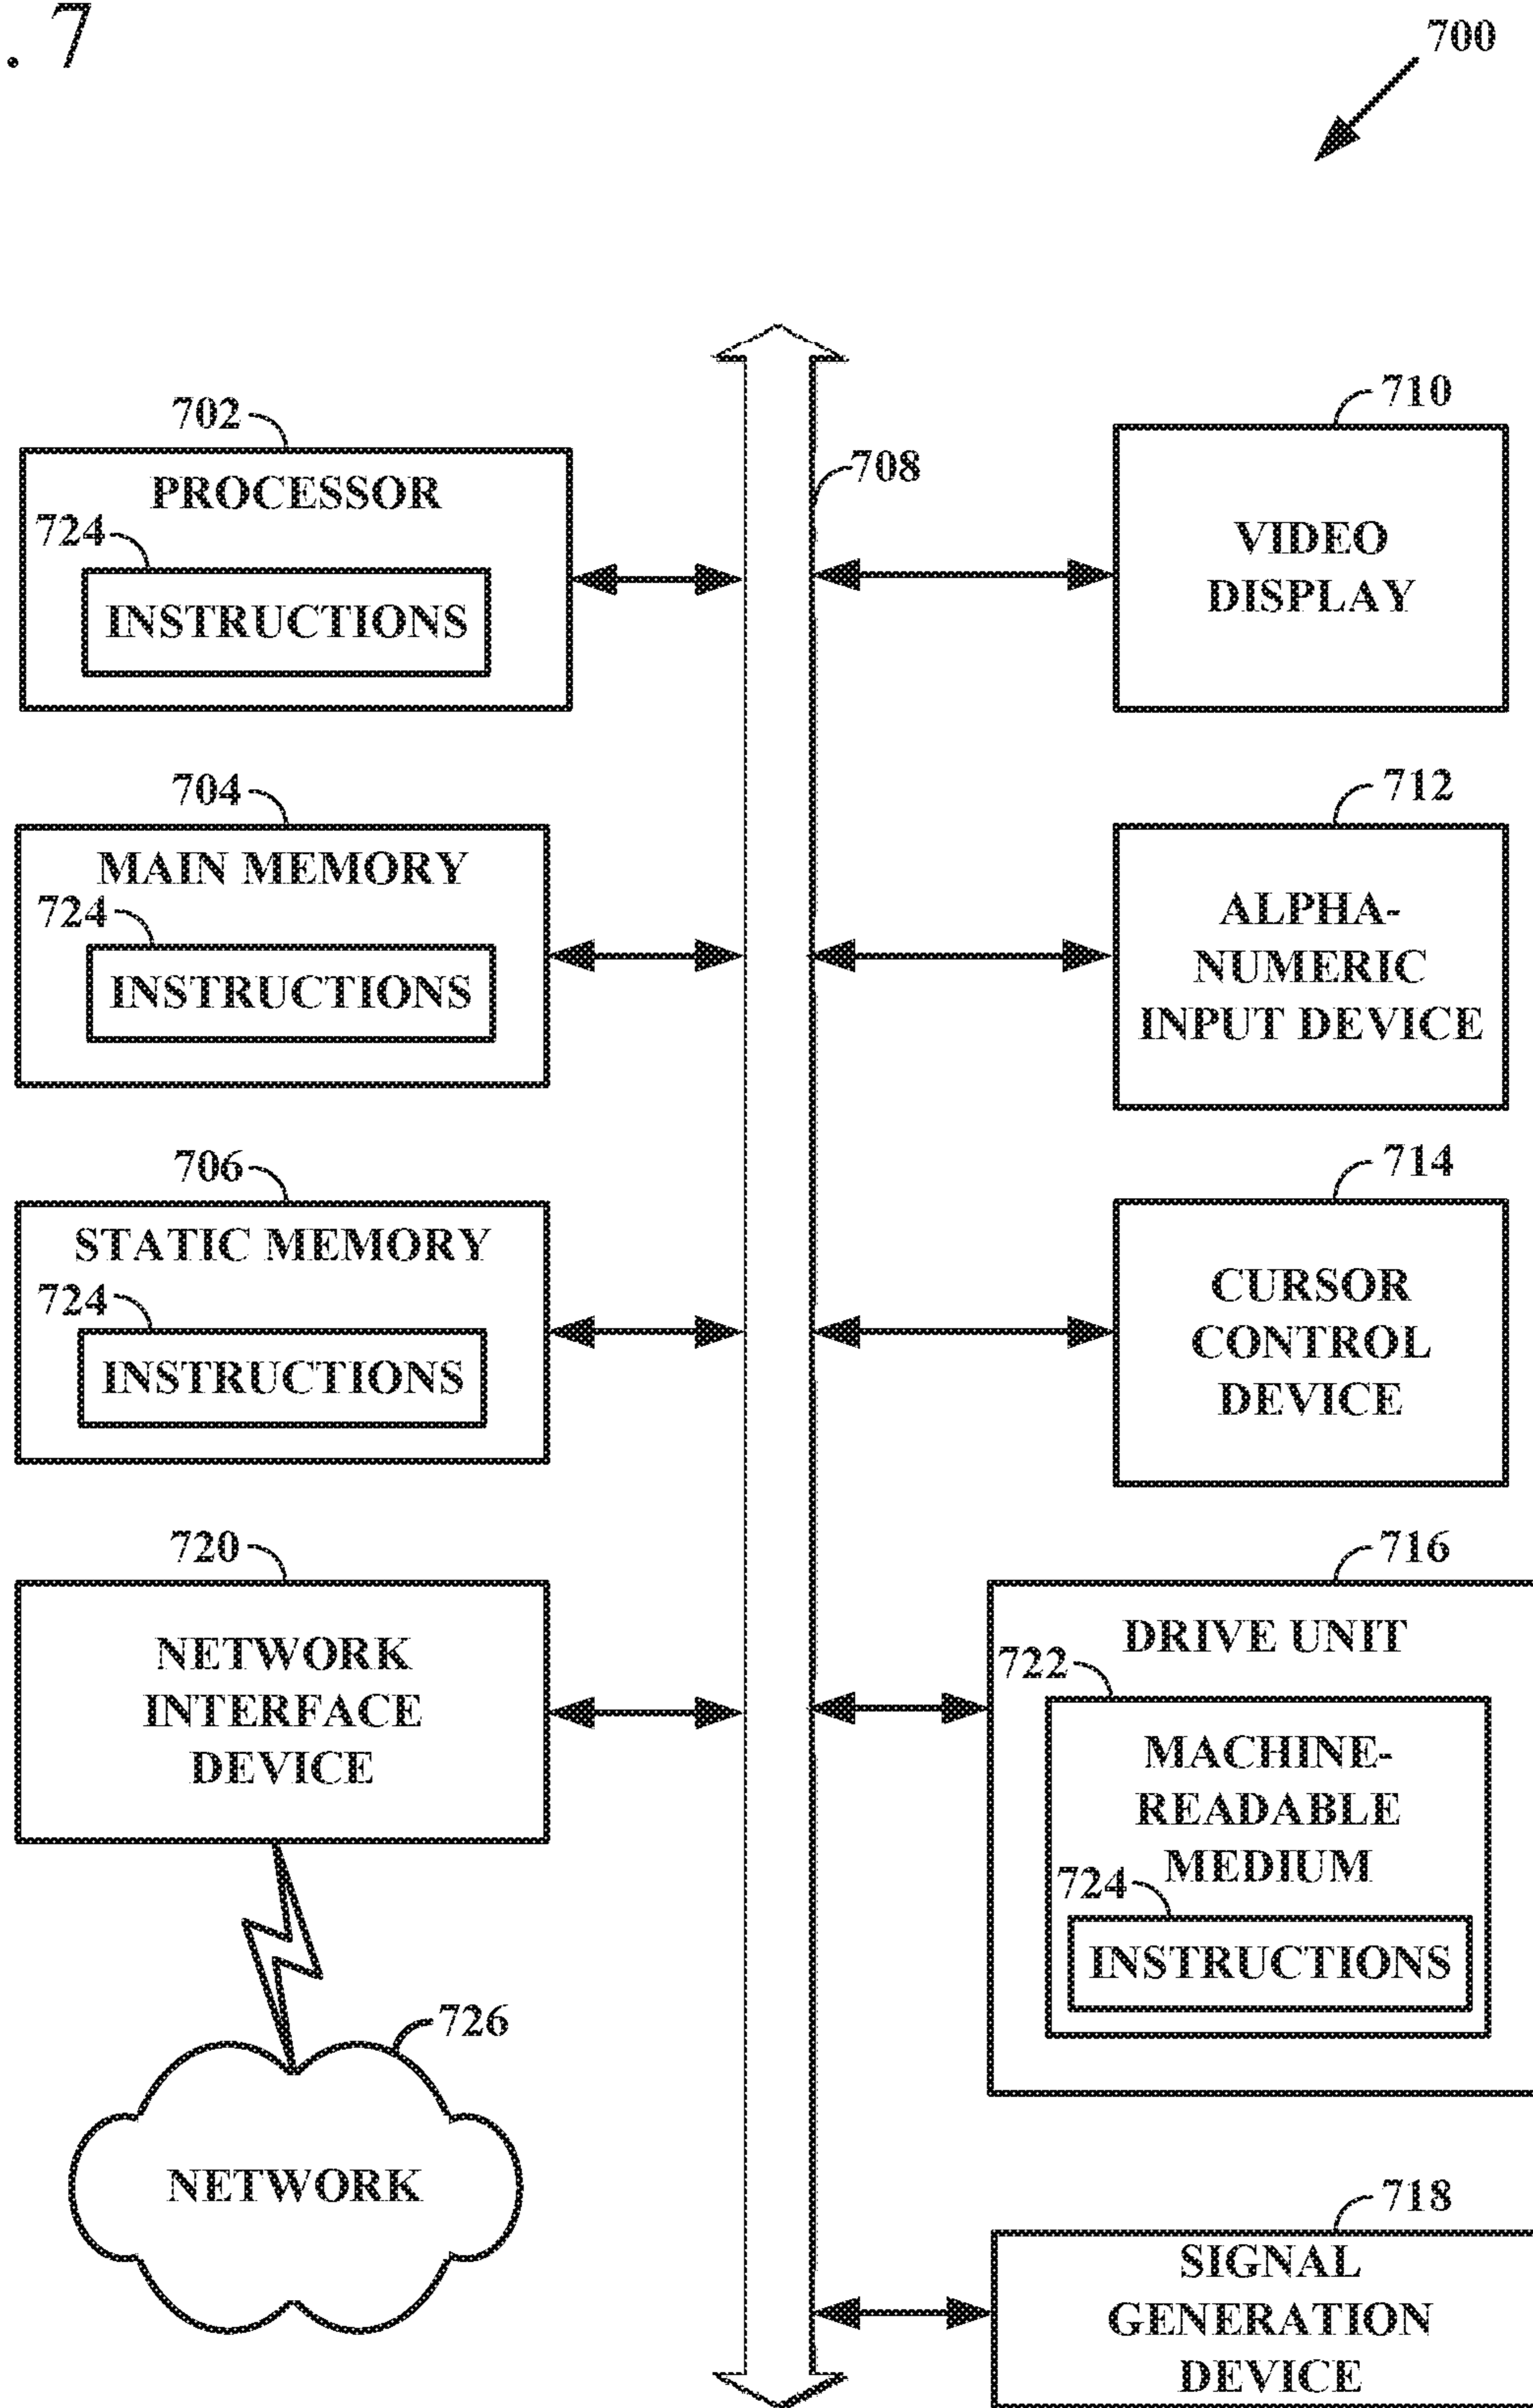 . 7
700
702
PROCESSOR
724
INSTRUCTIONS
704
MAIN MEMORY
724
INSTRUCTIONS
706
STATIC MEMORY
724
INSTRUCTIONS
720
NETWORK
INTERFACE
DEVICE
726
NETWORK
708
710
VIDEO
DISPLAY
712
ALPHA-
NUMERIC
INPUT DEVICE
714
CURSOR
CONTROL
DEVICE
716
DRIVE UNIT
722
MACHINE-
READABLE
MEDIUM
724
INSTRUCTIONS
718
SIGNAL
GENERATION
DEVICE